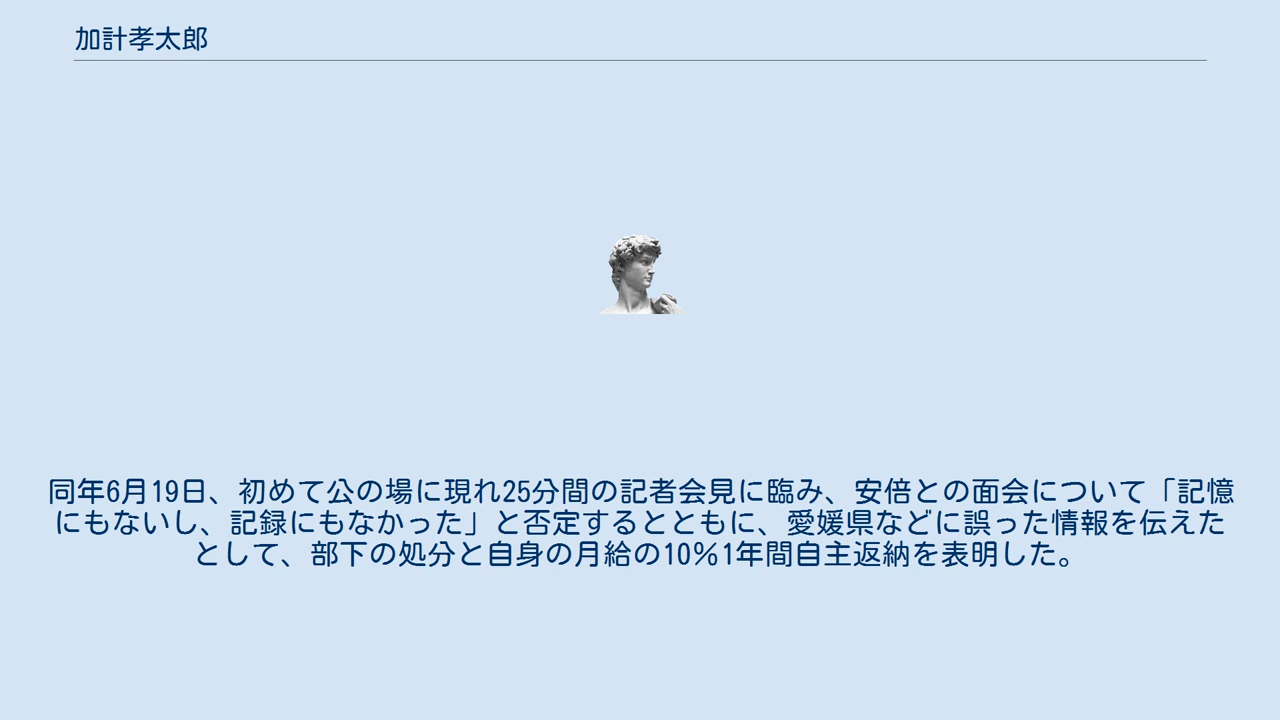 加計孝太郎
同年6月19日、初めて公の場に現れ25分間の記者会見に臨み、安倍との面会について「記憶
にもないし、記録にもなかった」と否定するとともに、愛媛県などに誤った情報を伝えた
として、部下の処分と自身の月給の10％1年間自主返納を表明した。